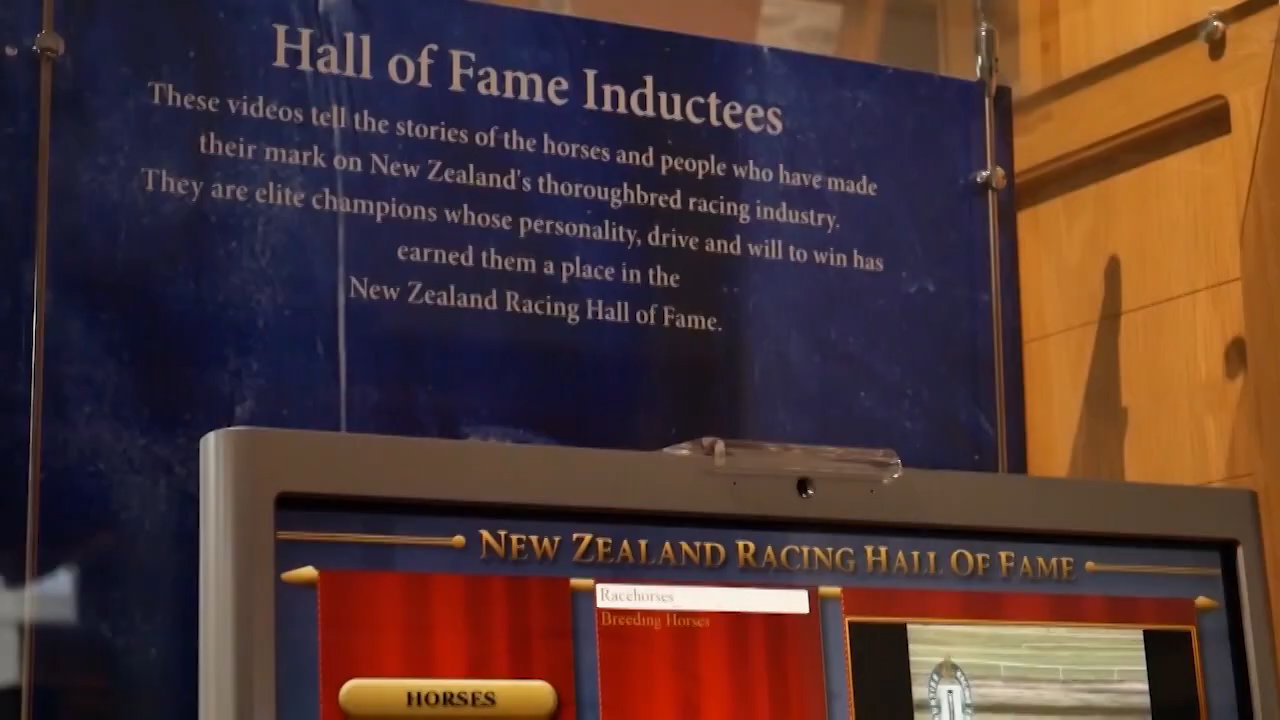 Hall of Fame Inductees
These videos tell the stories of the horses and people who have made
their mark on New Zealand's thoroughbred racing industry.
They are elite champions whose personality, drive and will to win has
earned them a place in the
New Zealand Racing Hall of Fame.
NEW ZEALAND RACING HALL OF FAME
Racehorses
Breeding Horses
HORSES